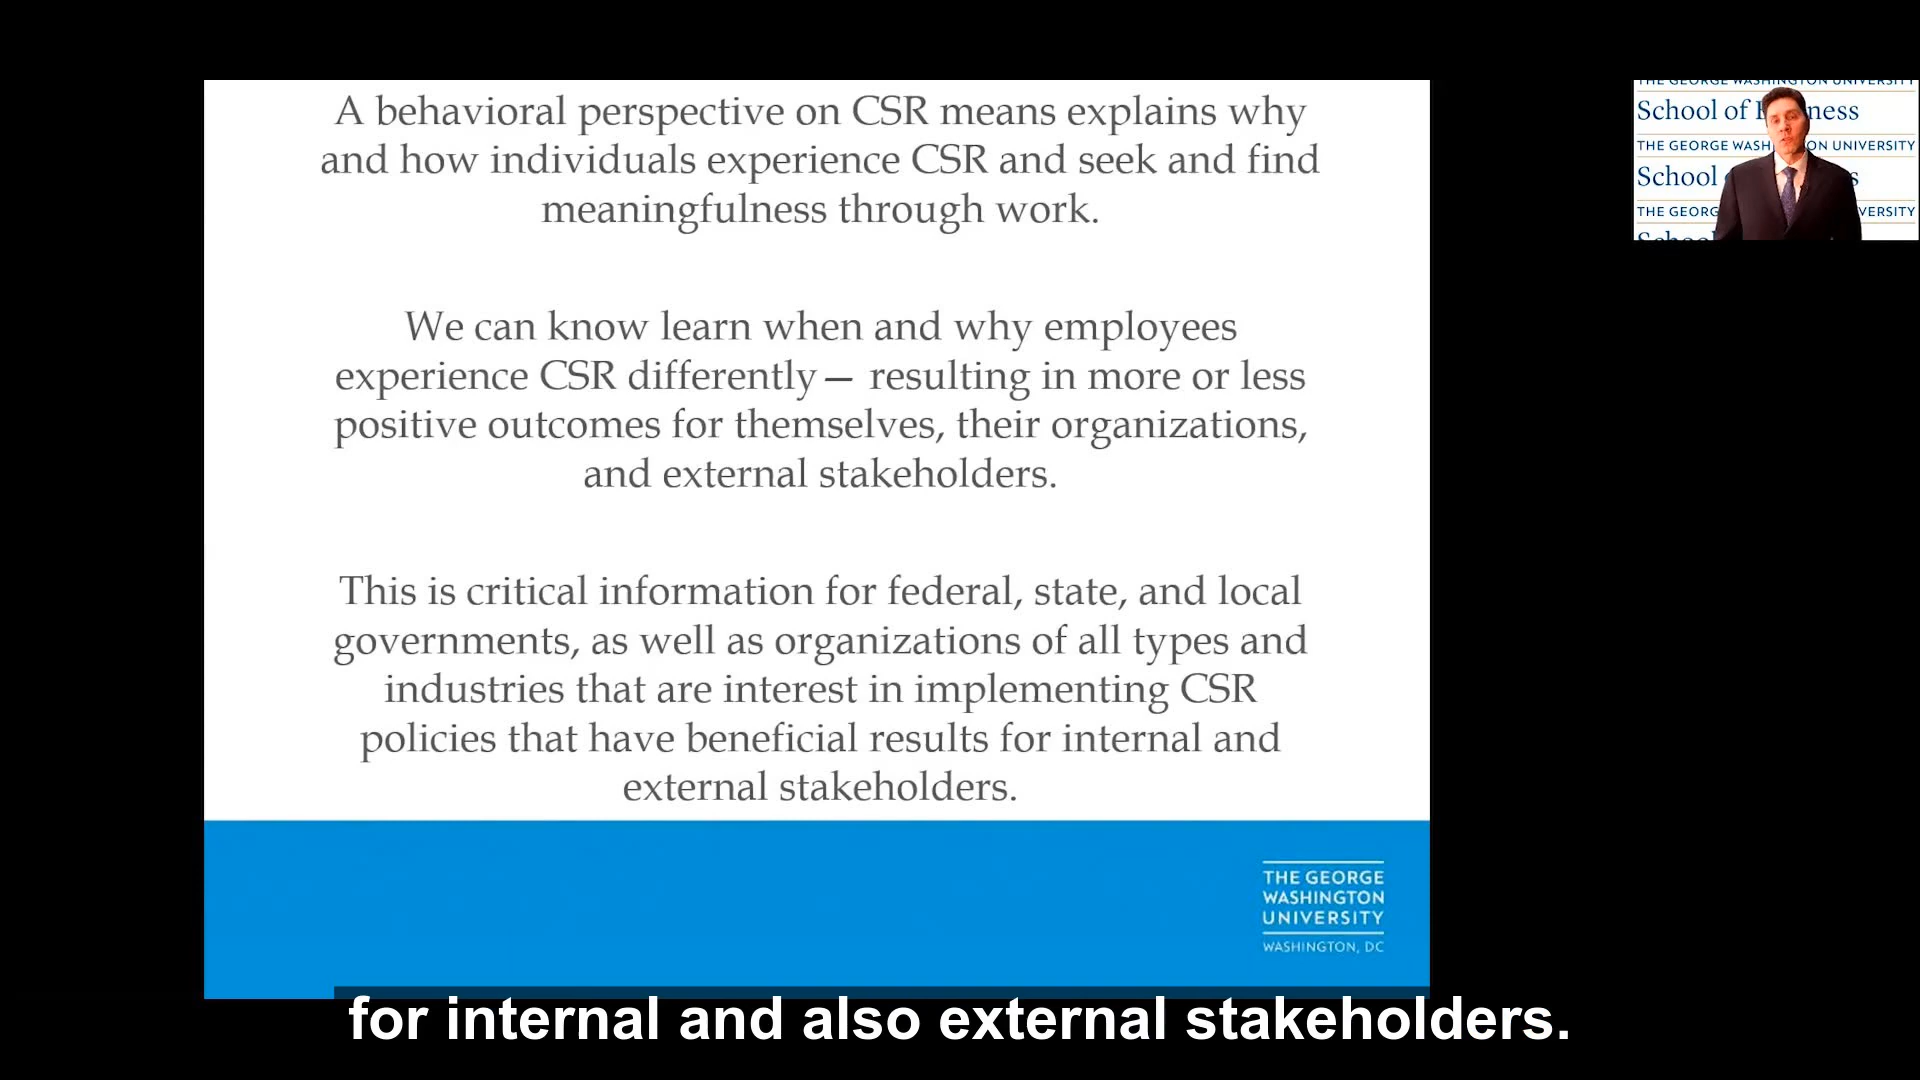 A behavioral perspective on CSR means explains why
and how individuals experience CSR and seek and find
meaningfulness through work.
We can know learn when and why employees
experience CSR differently— resulting in more or less
positive outcomes for themselves, their organizations,
and external stakeholders.
This is critical information for federal, state, and local
governments, as well as organizations of all types and
industries that are interest in implementing CSR
policies that have beneficial results for internal and
external stakeholders.
THE GEORGE
WASHINGTON
UNIVERSITY
WASHINGTON, DC
for internal and also external stakeholders.
THE GEORGE WASHINGTON UNIVERSITY
School of
THE GEORGE UNIVERSITY
School
THE